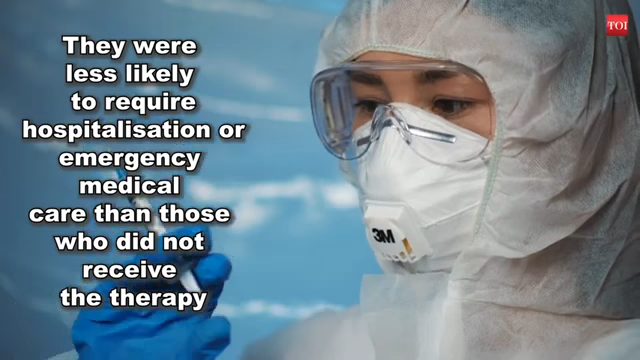 They were
less likely
to require
hospitalisation or
emergency
medical
care than those
who did not
receive
the therapy
TOI
3M